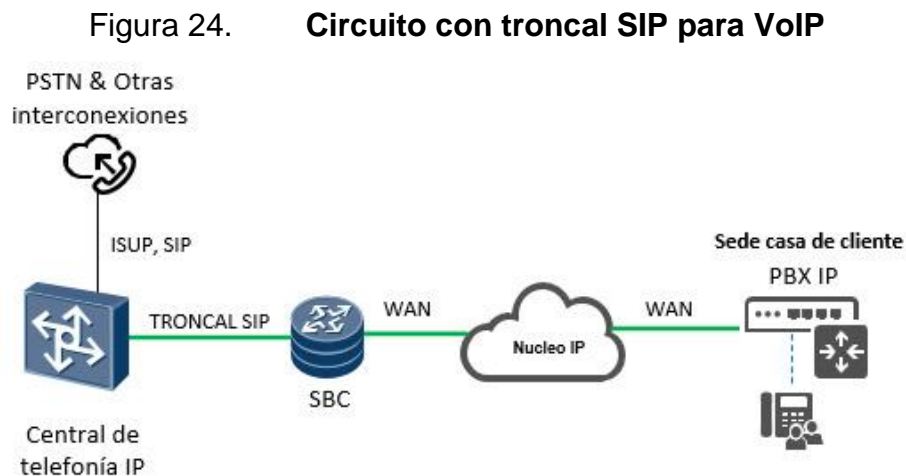 Figura 24. Circuito con troncal SIP para VoIP
PSTN & Otras
interconexiones
ISUP, SIP
Sede casa de cliente
PBX IP
TRONCAL SIP
WAN
WAN
Nucleo IP
SBC
Central de
telefonía IP